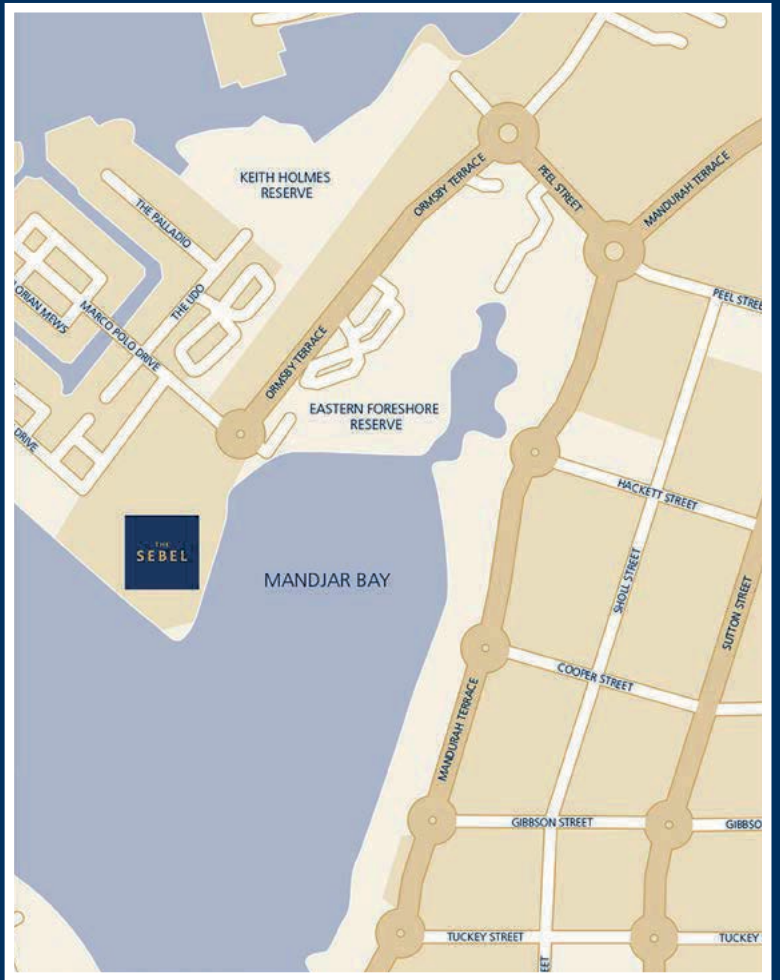 KEITH HOLMES
RESERVE
ORMSBY TERRACE
PEEL STREET
MANDURAH TERRACE
THE PALLADIO
PEEL STREE
ORIAN MEWS
MARCO POLO DRIVE
THE LIDO
ORMSBY TERRACE
EASTERN FORESHORE
RESERVE
DRIVE
HACKETT STREET
THE
SEBEL
MANDJAR BAY
SHOLL STREET
SUTTON STREET
COOPER STREET
MANDURAH TERRACE
GIBBSON STREET
GIBBSO
TUCKEY STREET
TUCKEY
EET